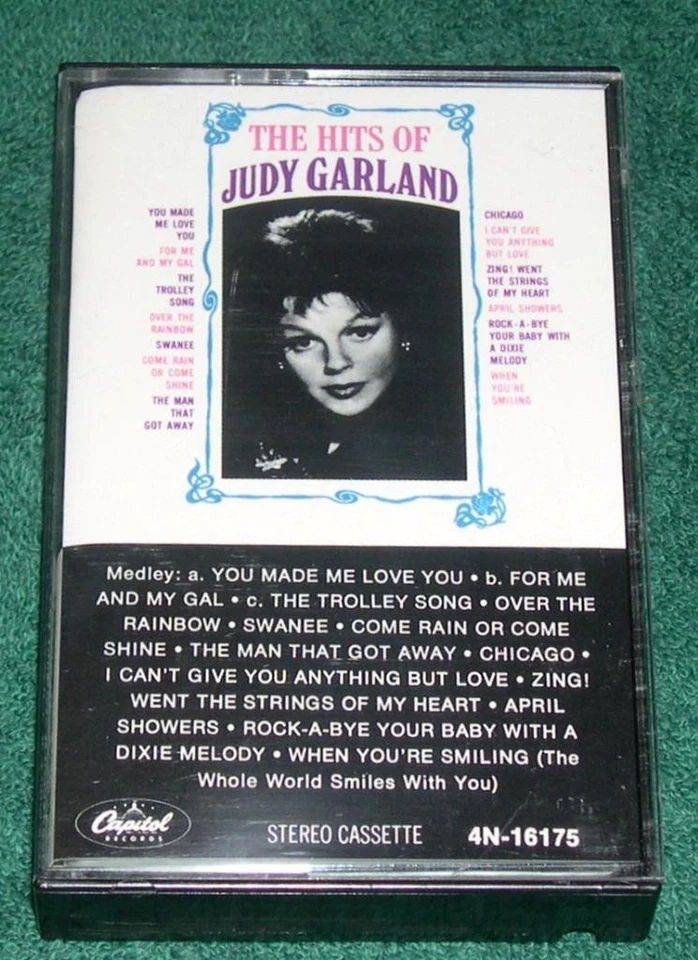 THE HITS OF
JUDY GARLAND
YOU MADE
ME LOVE
YOU
FOR ME
AND MY GAL
THE
TROLLEY
SONG
OVER THE
RAINBOW
SWANEE
COME RAIN
OR COME
SHINE
THE MAN
THAT
GOT AWAY
CHICAGO
I CAN'T GIVE
YOU ANYTHING
BUT LOVE
ZING! WENT
THE STRINGS
OF MY HEART
APRIL SHOWERS
ROCK-A-BYE
YOUR BABY WITH
A DIXIE
MELODY
WHEN
YOU'RE
SMILING
Medley: a. YOU MADE ME LOVE YOU • b. FOR ME
AND MY GAL • c. THE TROLLEY SONG • OVER THE
RAINBOW • SWANEE • COME RAIN OR COME
SHINE • THE MAN THAT GOT AWAY • CHICAGO •
I CAN'T GIVE YOU ANYTHING BUT LOVE • ZING!
WENT THE STRINGS OF MY HEART • APRIL
SHOWERS • ROCK-A-BYE YOUR BABY WITH A
DIXIE MELODY • WHEN YOU'RE SMILING (The
Whole World Smiles With You)
Capitol
RECORDS
STEREO CASSETTE
4N-16175